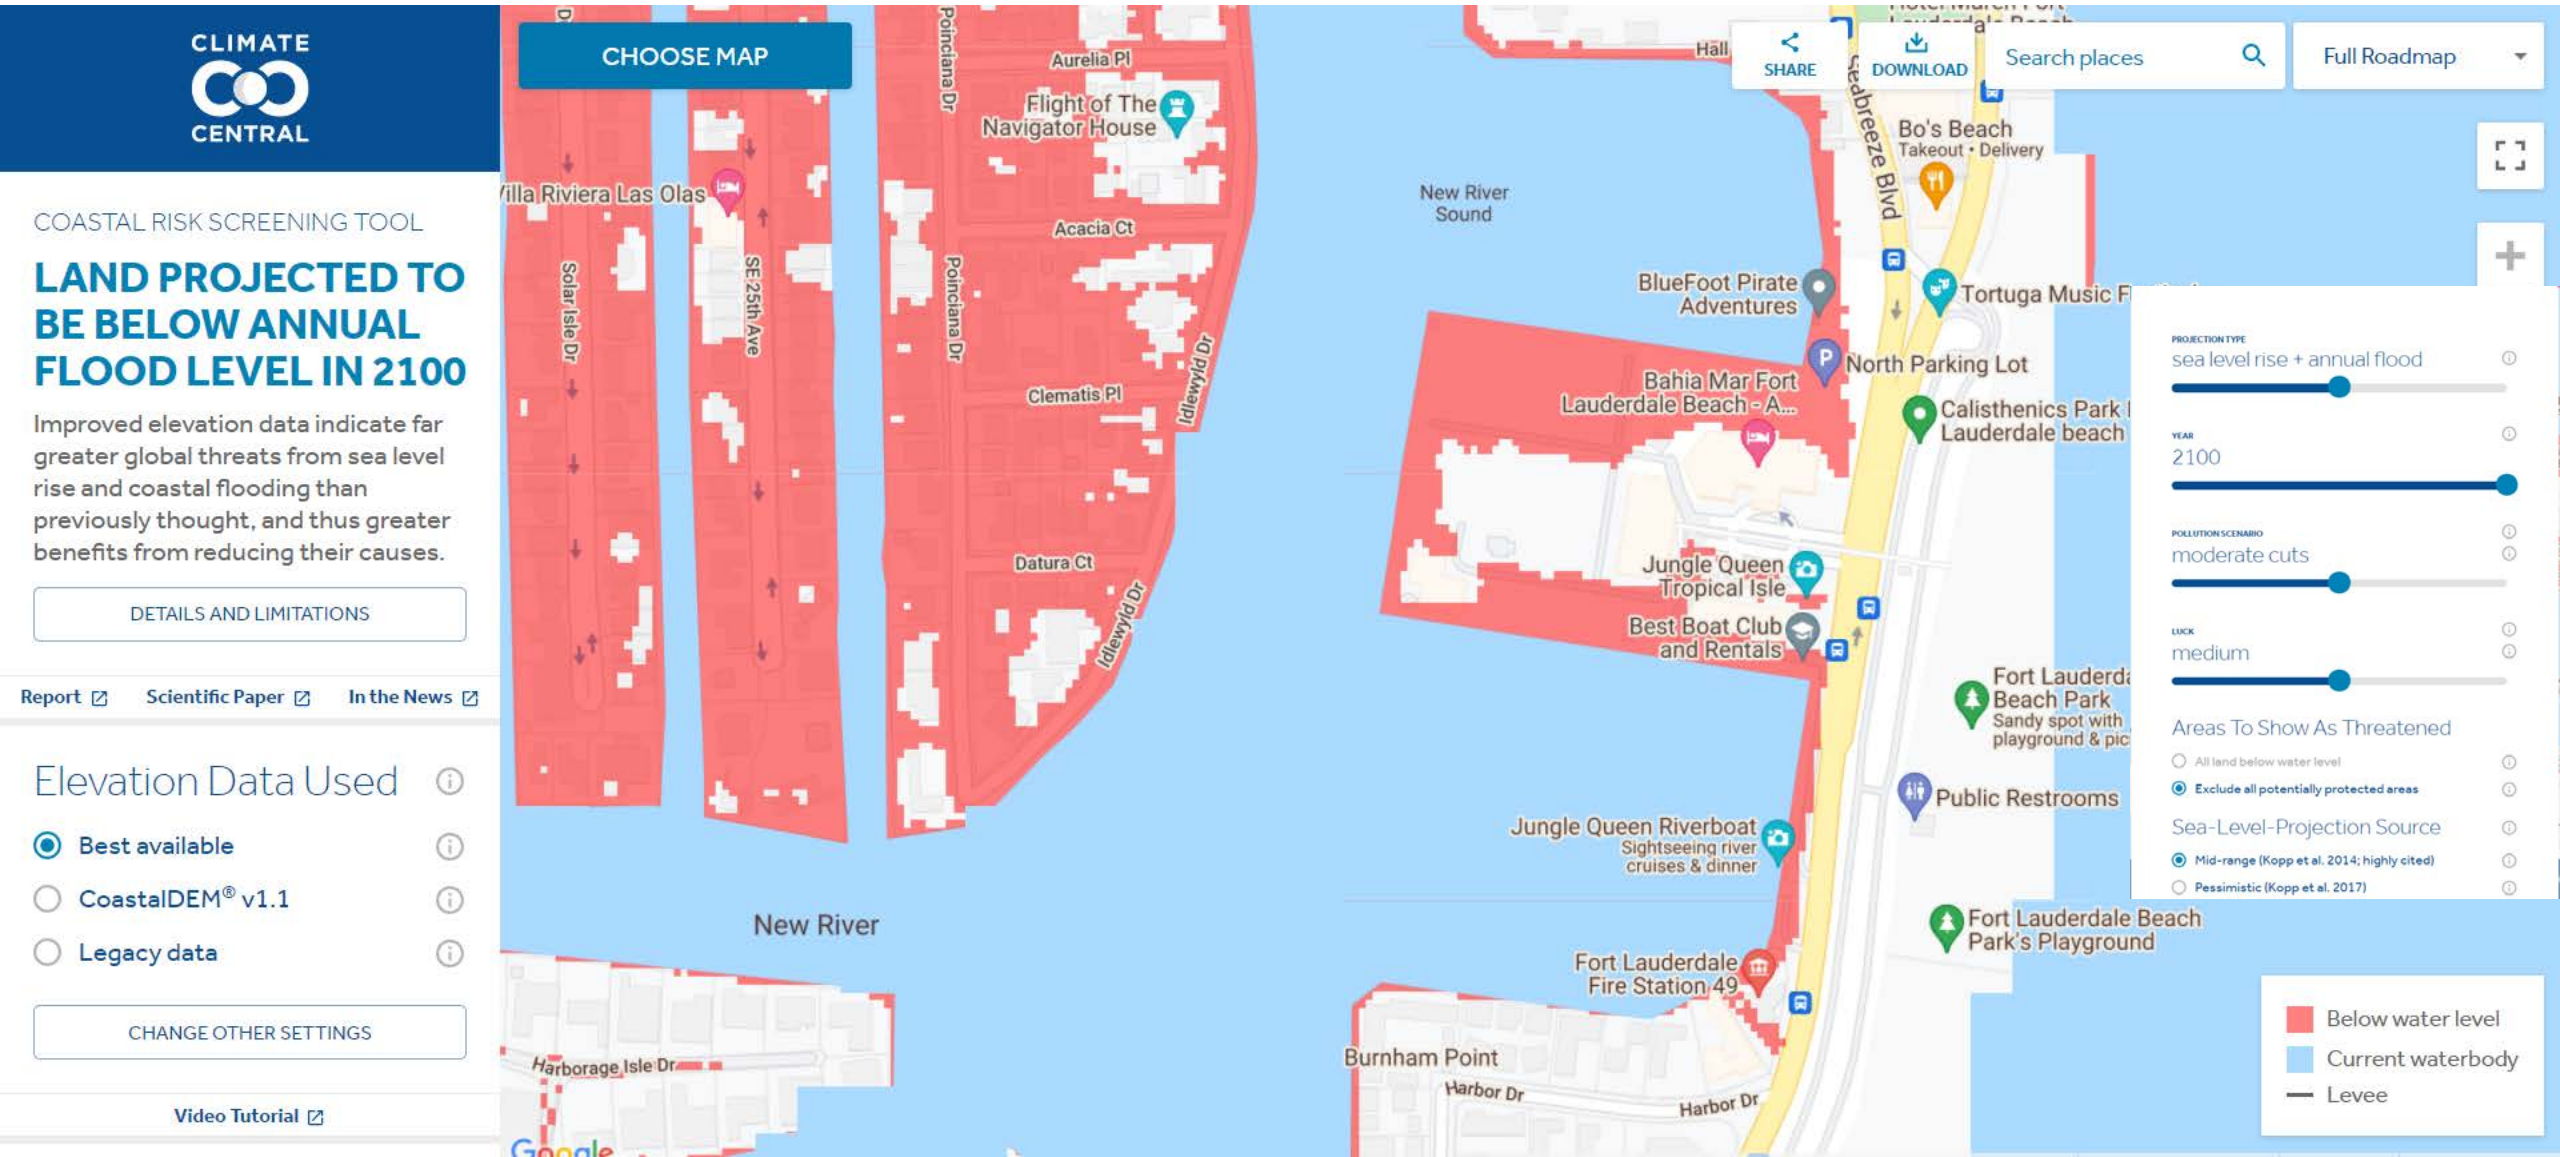 CLIMATE
CENTRAL
COASTAL RISK SCREENING TOOL
LAND PROJECTED TO
BE BELOW ANNUAL
FLOOD LEVEL IN 2100
Improved elevation data indicate far
greater global threats from sea level
rise and coastal flooding than
previously thought, and thus greater
benefits from reducing their causes.
DETAILS AND LIMITATIONS
Report
Scientific Paper
In the News
Elevation Data Used
Best available
CoastalDEM® v1.1
Legacy data
CHANGE OTHER SETTINGS
Video Tutorial
CHOOSE MAP
SHARE
DOWNLOAD
Search places
Full Roadmap
Poinciana Dr
Aurelia Pl
Flight of The
Navigator House
Villa Riviera Las Olas
Acacia Ct
Solar Isle Dr
SE 25th Ave
Poinciana Dr
Idlewyld Dr
Clematis Pl
Datura Ct
Idlewyld Dr
New River
Harborage Isle Dr
Google
New River
Sound
Hall
Seabreeze Blvd
Bo's Beach
Takeout • Delivery
BlueFoot Pirate
Adventures
Tortuga Music F
P
North Parking Lot
Bahia Mar Fort
Lauderdale Beach - A...
Calisthenics Park
Lauderdale beach
Jungle Queen
Tropical Isle
Best Boat Club
and Rentals
Fort Lauderda
Beach Park
Sandy spot with
playground & pic
Public Restrooms
Jungle Queen Riverboat
Sightseeing river
cruises & dinner
Fort Lauderdale Beach
Park's Playground
Fort Lauderdale
Fire Station 49
Burnham Point
Harbor Dr
Harbor Dr
PROJECTION TYPE
sea level rise + annual flood
YEAR
2100
POLLUTION SCENARIO
moderate cuts
LUCK
medium
Areas To Show As Threatened
All land below water level
Exclude all potentially protected areas
Sea-Level-Projection Source
Mid-range (Kopp et al. 2014; highly cited)
Pessimistic (Kopp et al. 2017)
Below water level
Current waterbody
Levee